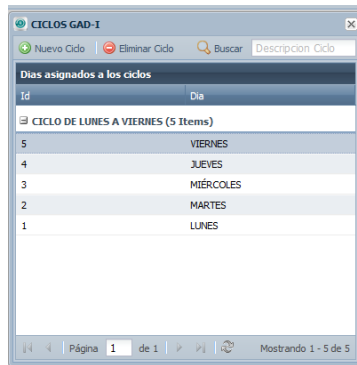 CICLOS GAD-I
Nuevo Ciclo Eliminar Ciclo Buscar Descripcion Ciclo
Dias asignados a los ciclos
Id Dia
CICLO DE LUNES A VIERNES (5 Items)
5 VIERNES
4 JUEVES
3 MIÉRCOLES
2 MARTES
1 LUNES
Página 1 de 1 Mostrando 1 - 5 de 5